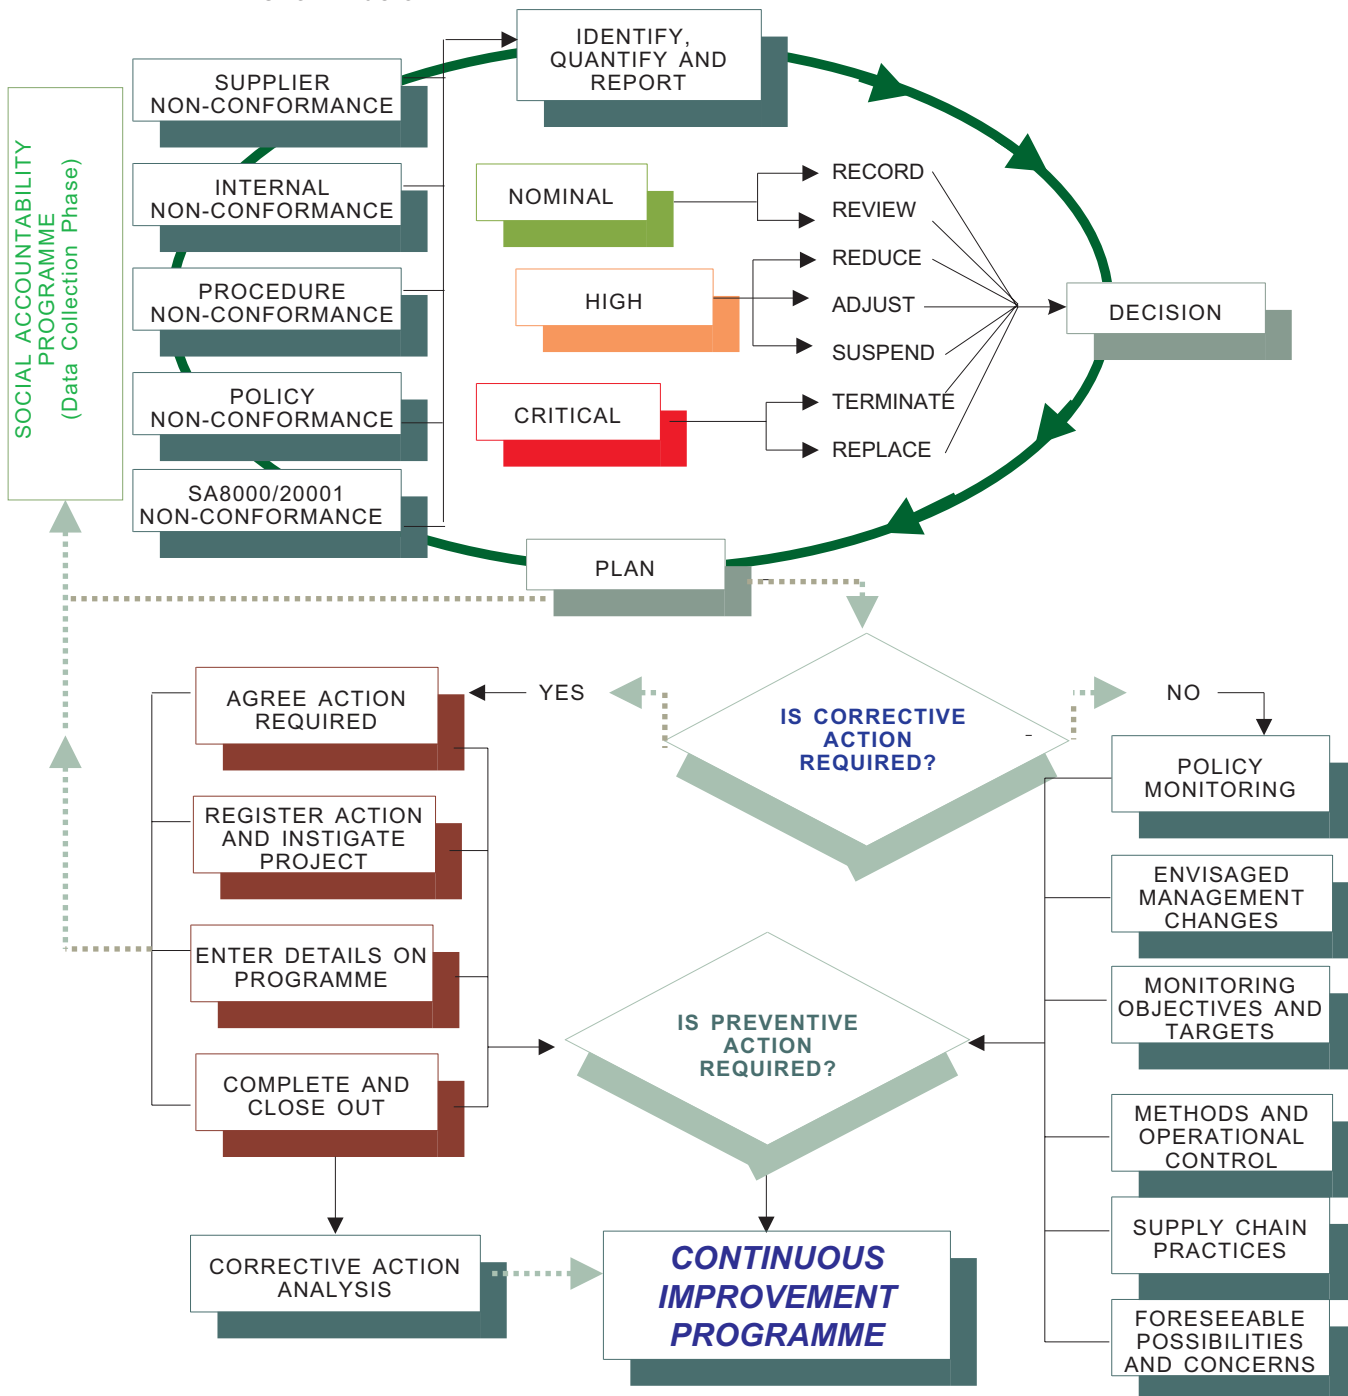 IDENTIFY,
QUANTIFY AND
REPORT
SUPPLIER
NON-CONFORMANCE
INTERNAL
NON-CONFORMANCE
PROCEDURE
NON-CONFORMANCE
POLICY
NON-CONFORMANCE
SA8000/20001
NON-CONFORMANCE
SOCIAL ACCOUNTABILITY
PROGRAMME
(Data Collection Phase)
NOMINAL
HIGH
CRITICAL
RECORD
REVIEW
REDUCE
ADJUST
SUSPEND
TERMINATE
REPLACE
DECISION
PLAN
IS CORRECTIVE
ACTION
REQUIRED?
YES
NO
AGREE ACTION
REQUIRED
REGISTER ACTION
AND INSTIGATE
PROJECT
ENTER DETAILS ON
PROGRAMME
COMPLETE AND
CLOSE OUT
CORRECTIVE ACTION
ANALYSIS
IS PREVENTIVE
ACTION
REQUIRED?
CONTINUOUS
IMPROVEMENT
PROGRAMME
POLICY
MONITORING
ENVISAGED
MANAGEMENT
CHANGES
MONITORING
OBJECTIVES AND
TARGETS
METHODS AND
OPERATIONAL
CONTROL
SUPPLY CHAIN
PRACTICES
FORESEEABLE
POSSIBILITIES
AND CONCERNS